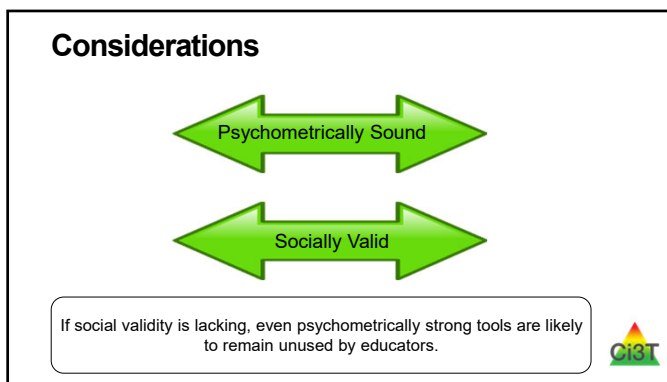 Considerations
Psychometrically Sound
Socially Valid
If social validity is lacking, even psychometrically strong tools are likely
to remain unused by educators.
Ci3T